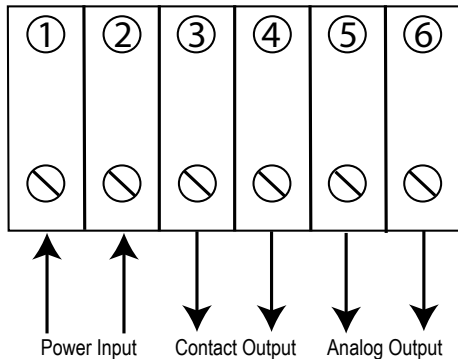 ① ② ③ ④ ⑤ ⑥
Power Input Contact Output Analog Output